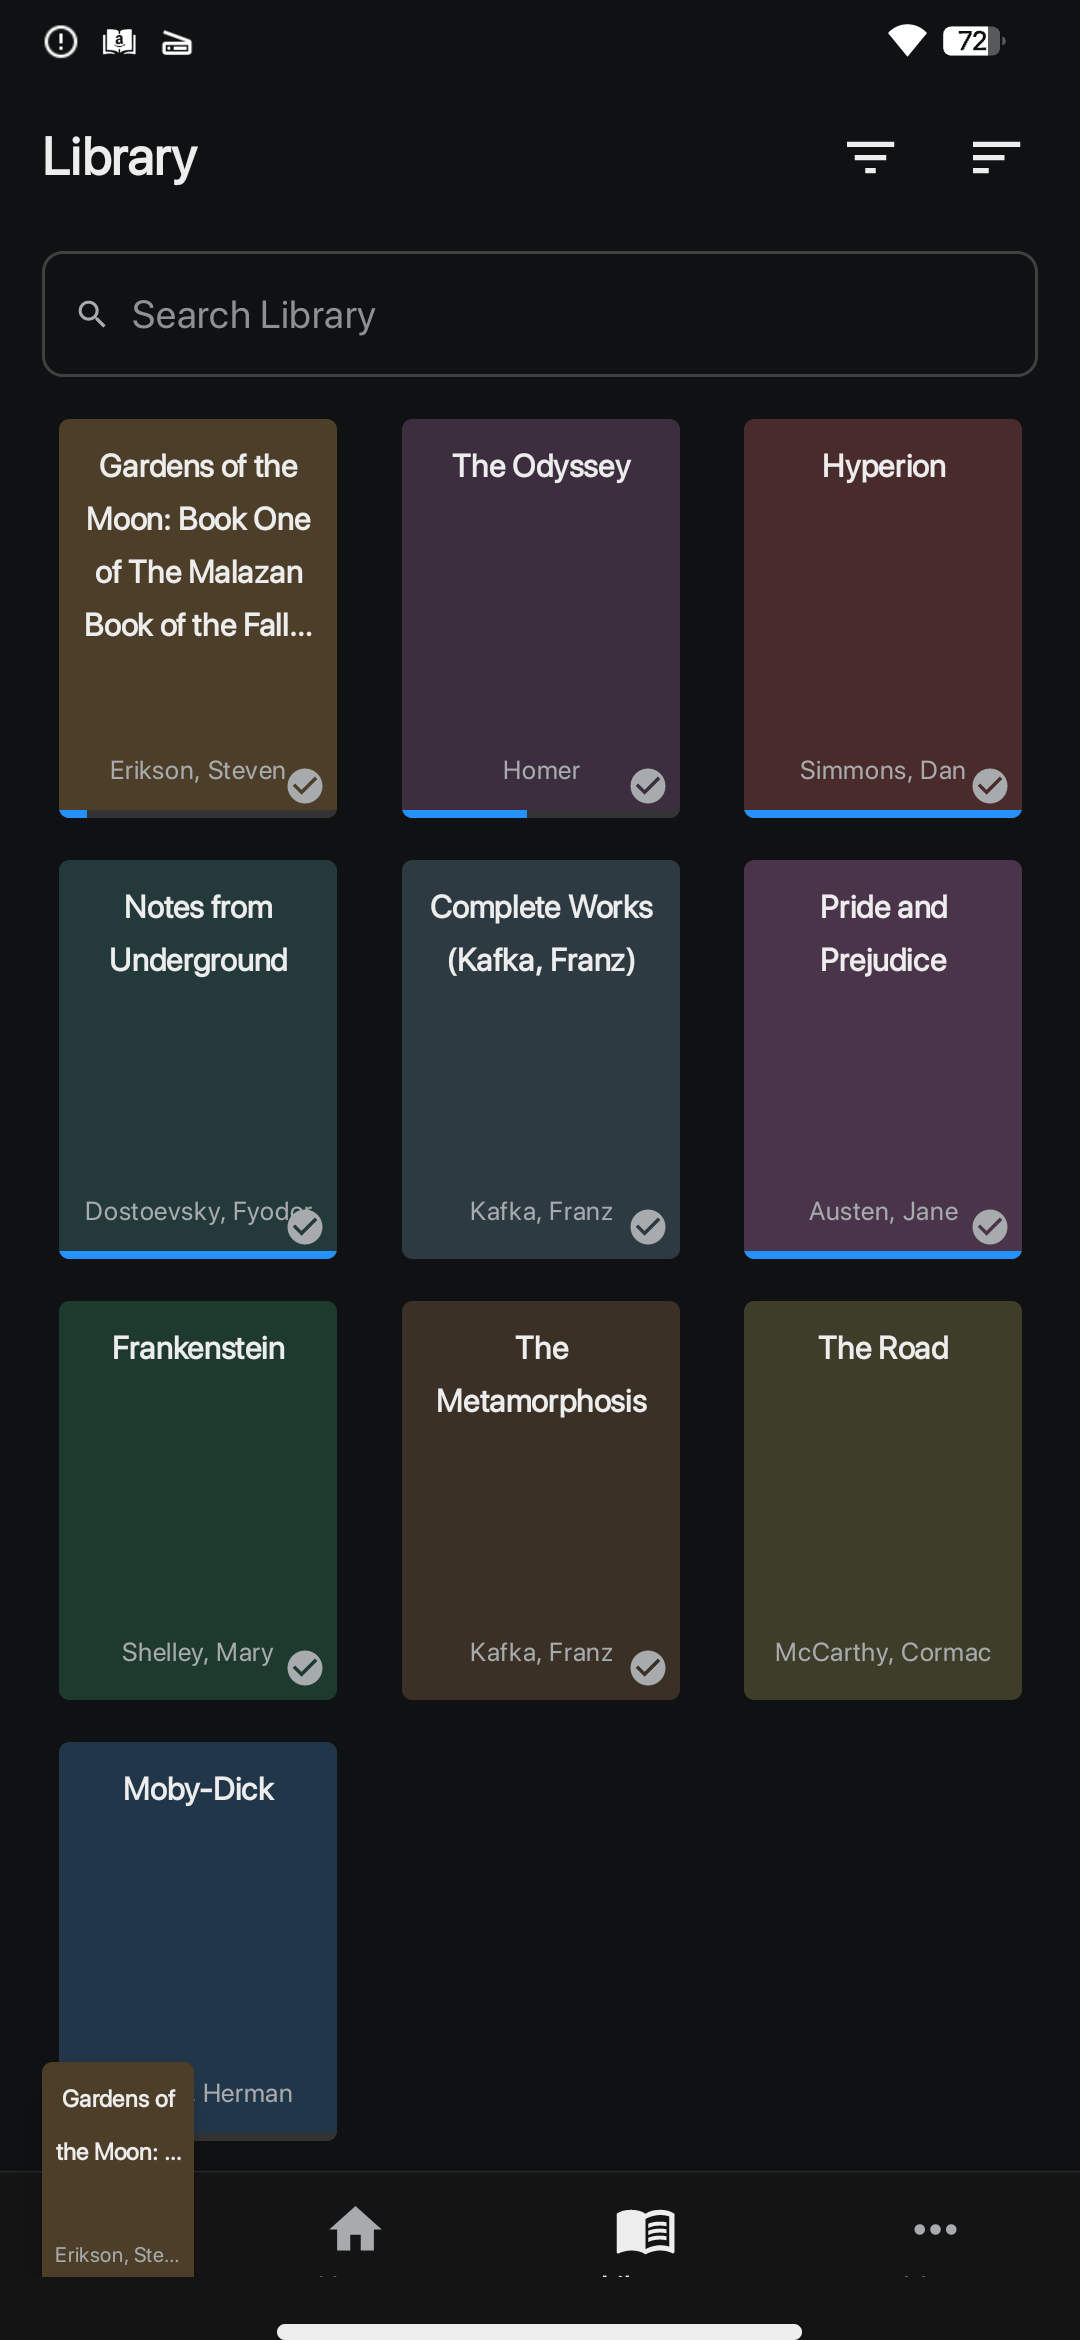 72
Library
Search Library
Gardens of the
Moon: Book One
of The Malazan
Book of the Fall...
Erikson, Steven
The Odyssey
Homer
Hyperion
Simmons, Dan
Notes from
Underground
Dostoevsky, Fyodor
Complete Works
(Kafka, Franz)
Kafka, Franz
Pride and
Prejudice
Austen, Jane
Frankenstein
Shelley, Mary
The
Metamorphosis
Kafka, Franz
The Road
McCarthy, Cormac
Moby-Dick
, Herman
Gardens of
the Moon: ...
Erikson, Ste...